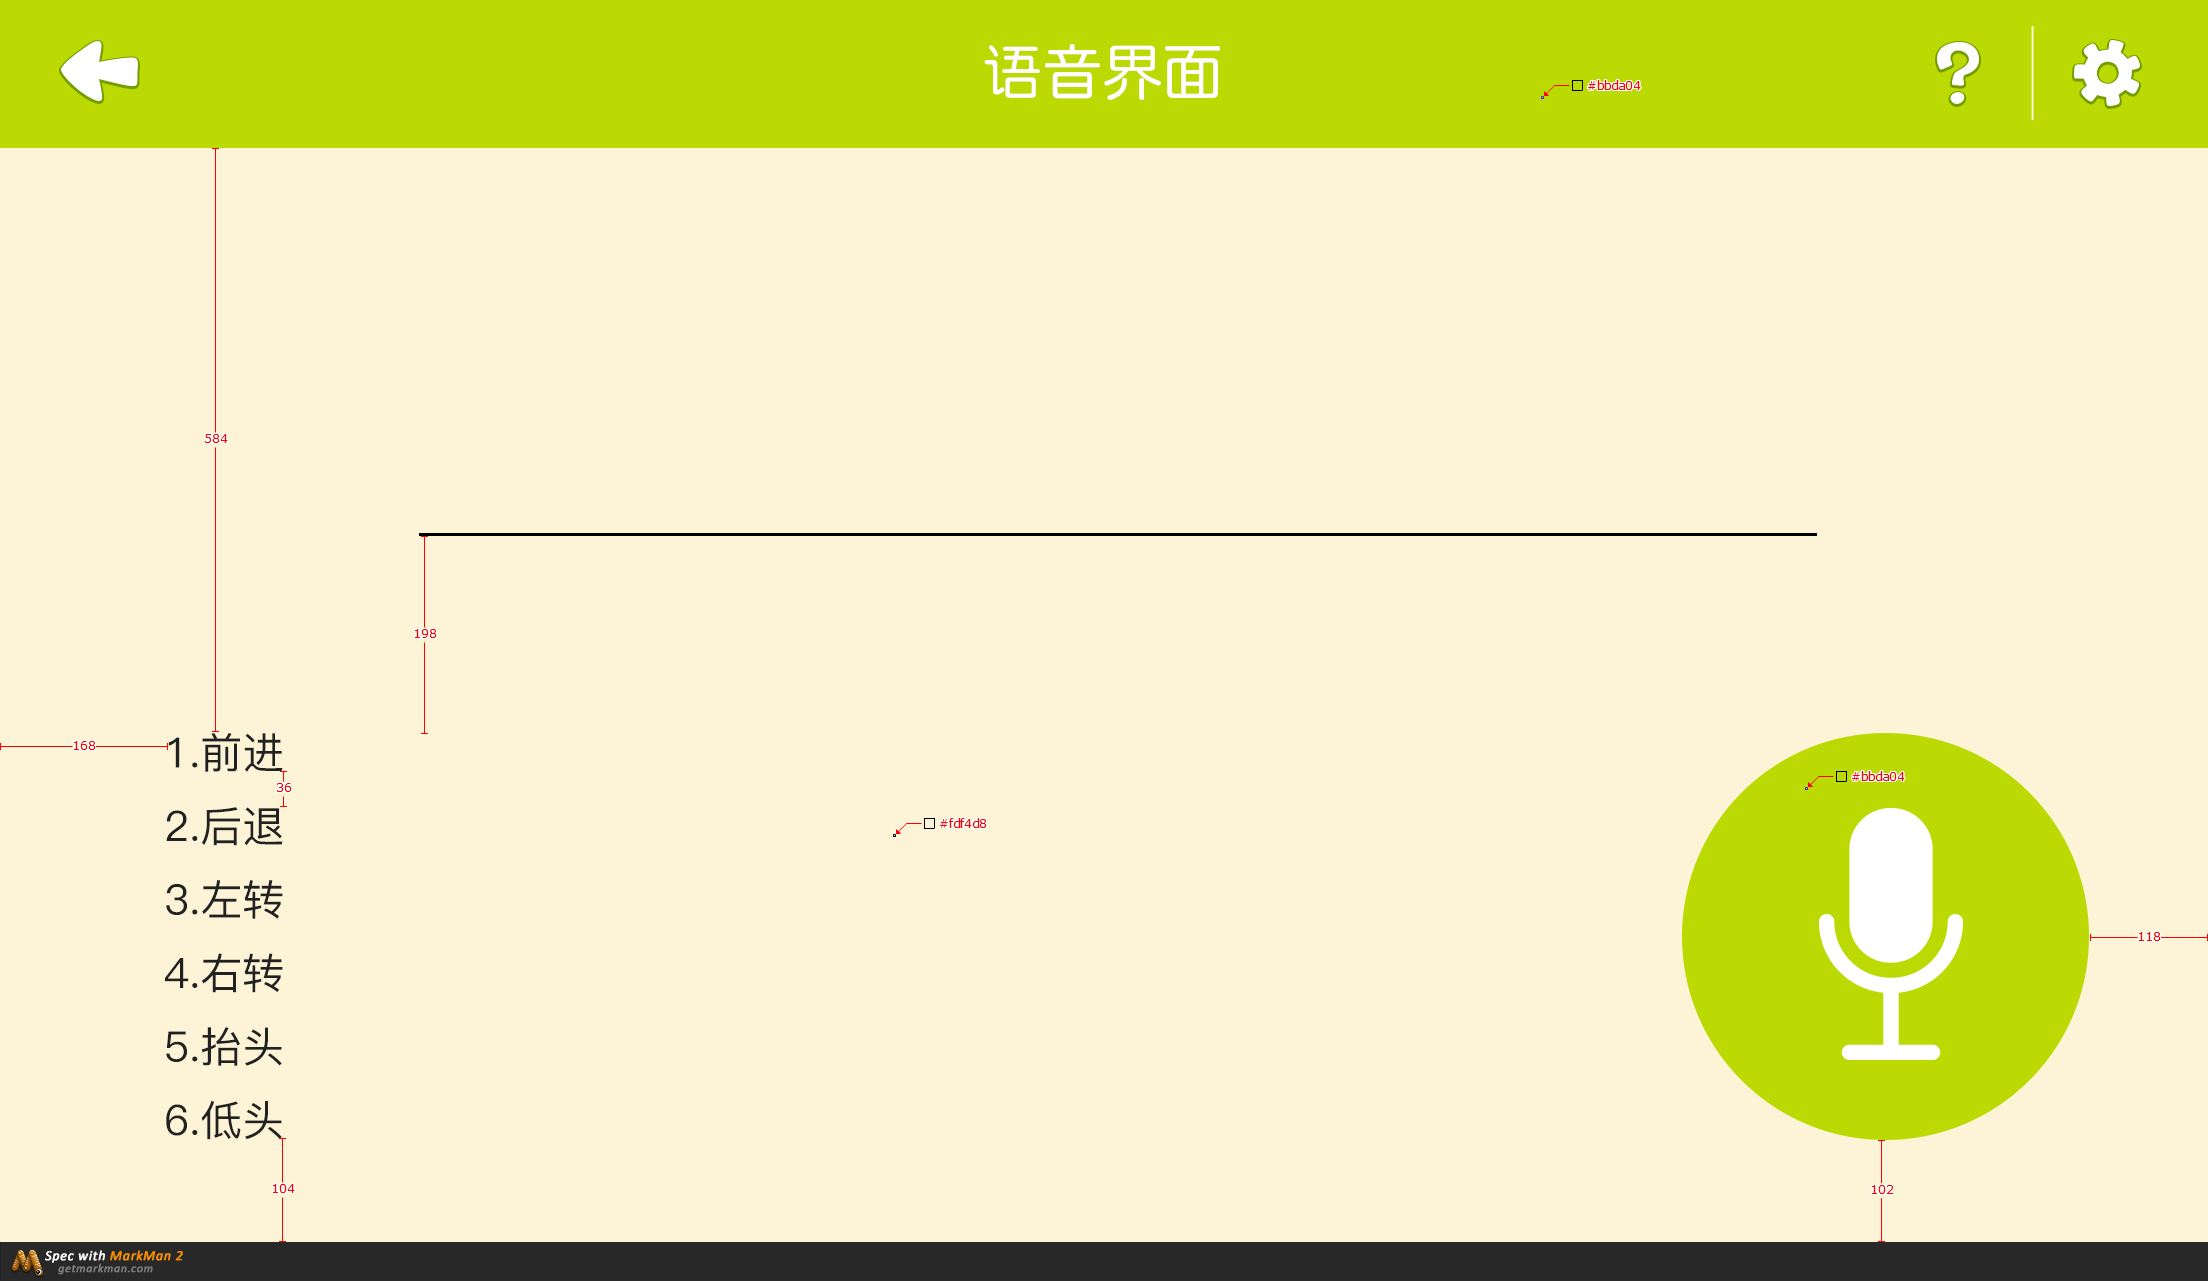 语音界面
?
#bbda04
584
198
168
1.前进
36
#bbda04
2.后退
#fdf4d8
3.左转
118
4.右转
5.抬头
6.低头
104
102
Spec with MarkMan 2
getmarkman.com